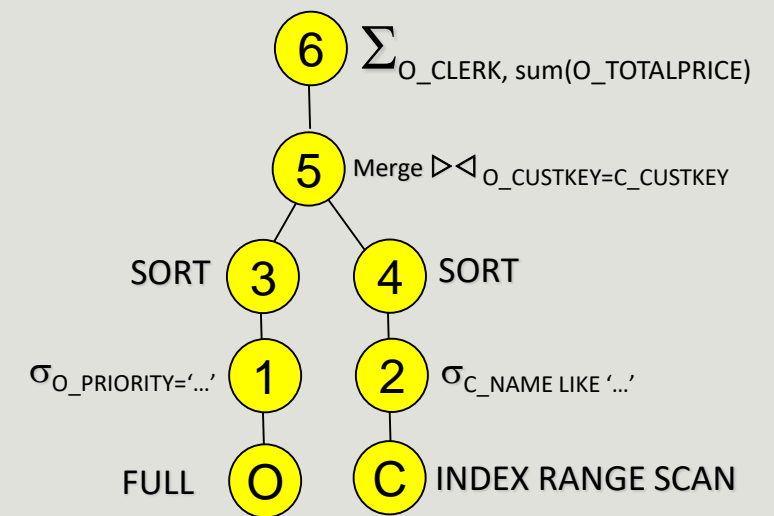 6 ∑O_CLERK, sum(O_TOTALPRICE)
5 Merge ▷◁ O_CUSTKEY=C_CUSTKEY
SORT 3 4 SORT
σO_PRIORITY=‘…’ 1 2 σC_NAME LIKE ‘…’
FULL O C INDEX RANGE SCAN